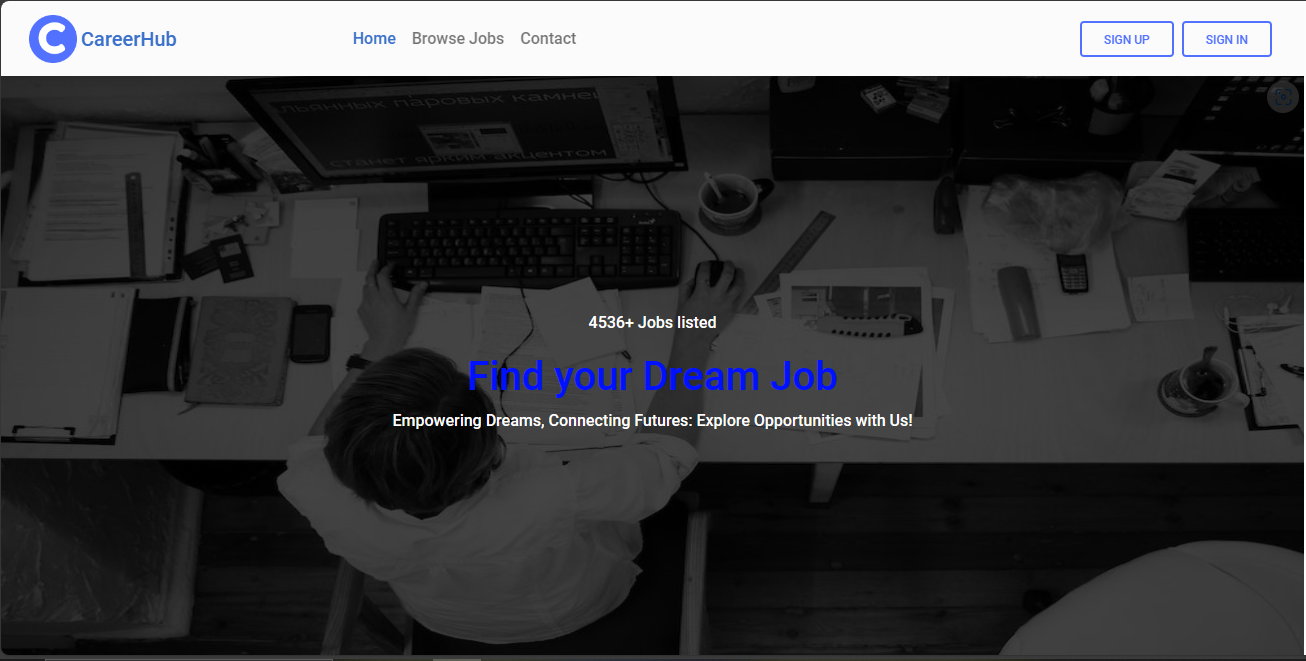 CareerHub
Home Browse Jobs Contact
SIGN UP SIGN IN
льянных паровых камней
станет ярким акцентом
4536+ Jobs listed
Find your Dream Job
Empowering Dreams, Connecting Futures: Explore Opportunities with Us!